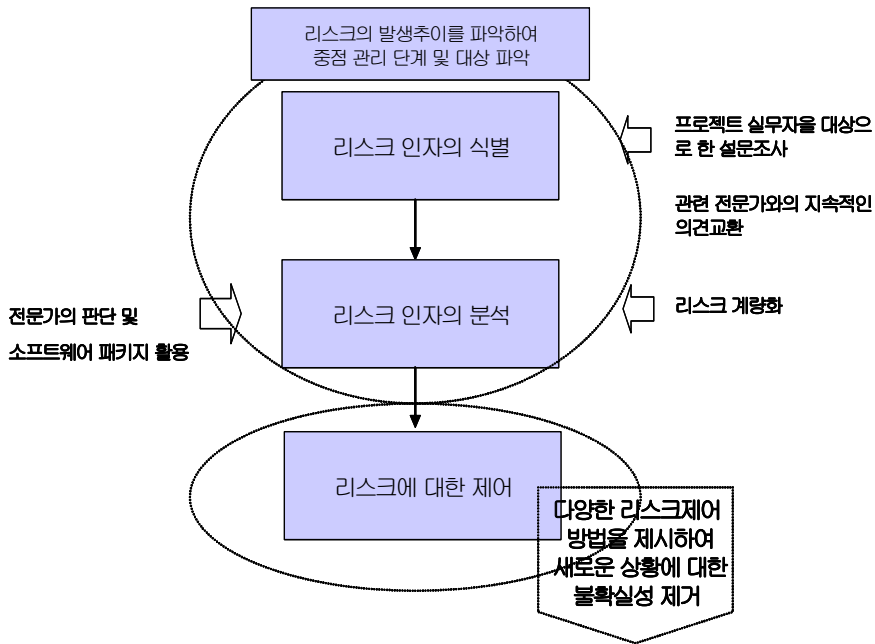 리스크의 발생추이를 파악하여
중점 관리 단계 및 대상 파악
리스크 인자의 식별
프로젝트 실무자을 대상으
로 한 설문조사
관련 전문가와의 지속적인
의견교환
리스크 인자의 분석
리스크 계량화
전문가의 판단 및
소프트웨어 패키지 활용
리스크에 대한 제어
다양한 리스크제어
방법을 제시하여
새로운 상황에 대한
불확실성 제거